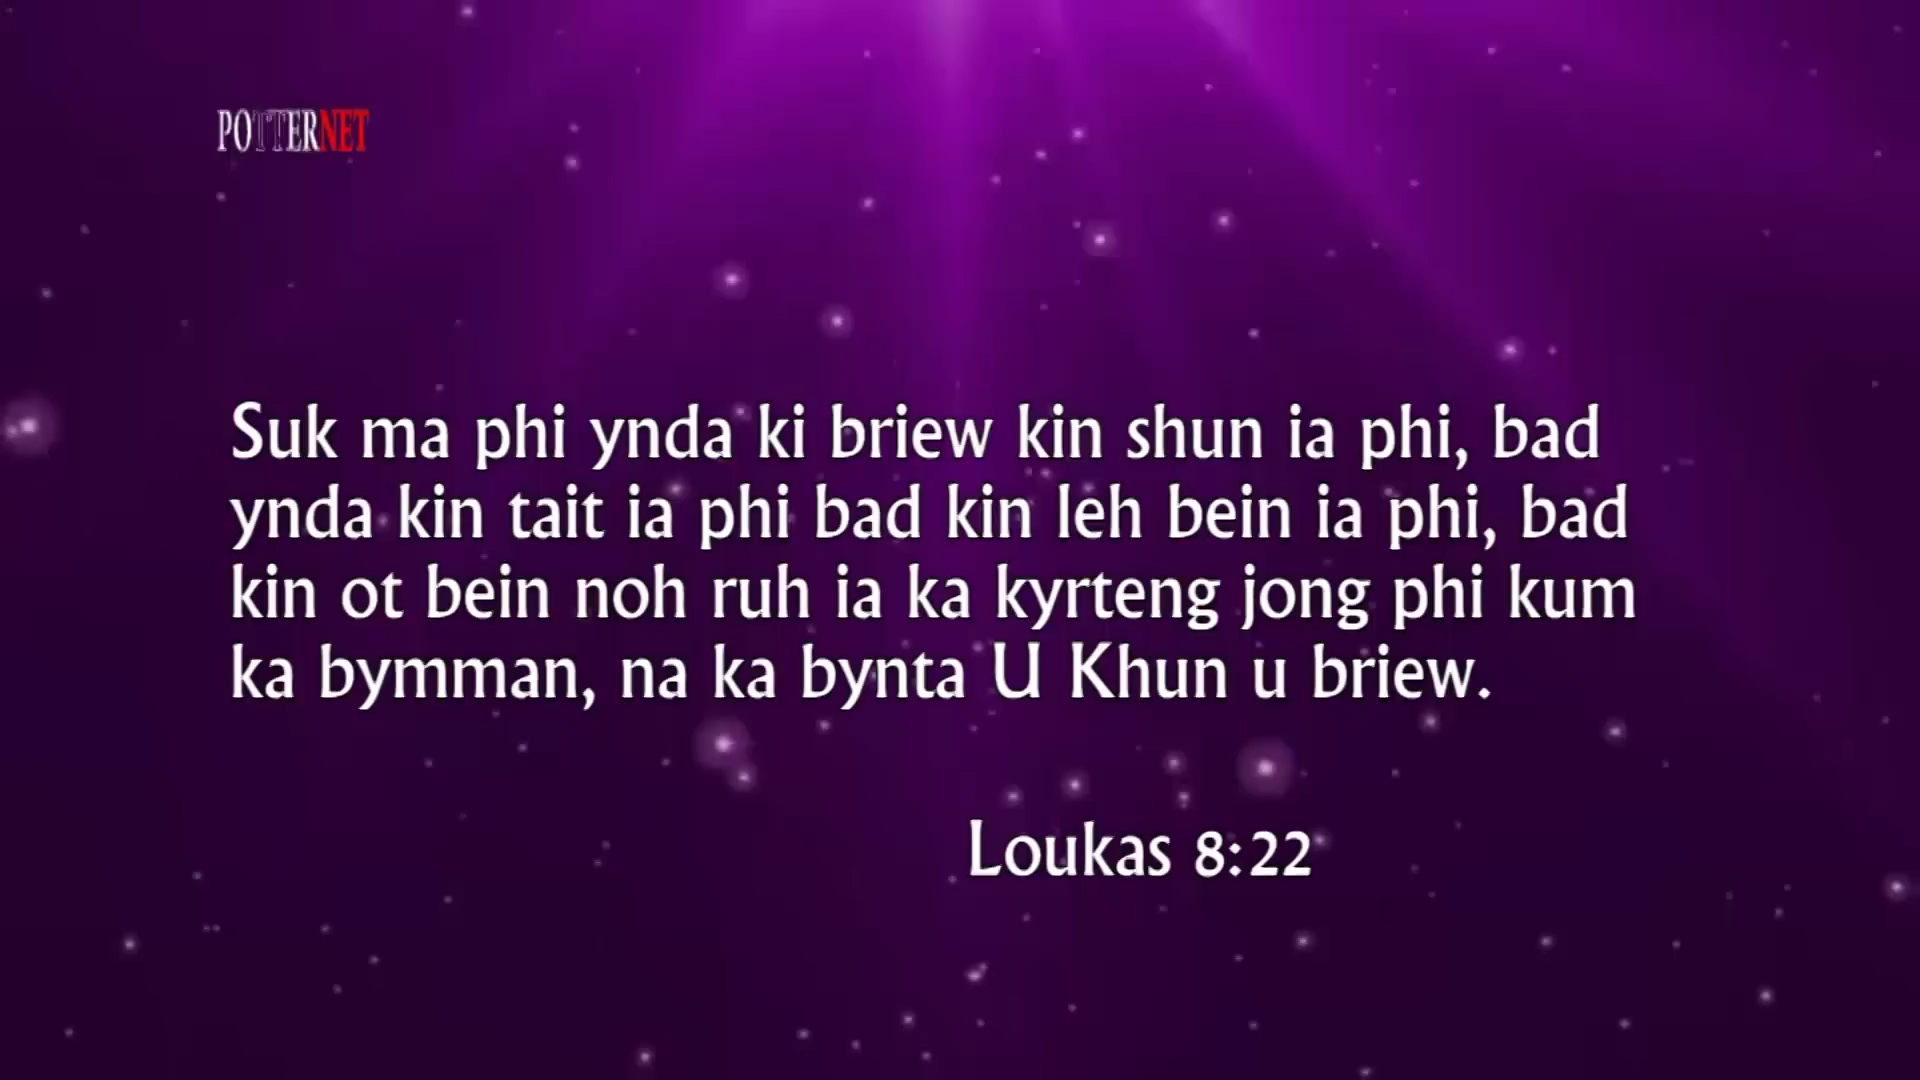 POTTERNET
Suk ma phi ynda ki briew kin shun ia phi, bad
ynda kin tait ia phi bad kin leh bein ia phi, bad
kin ot bein noh ruh ia ka kyrteng jong phi kum
ka bymman, na ka bynta U Khun u briew.
Loukas 8:22